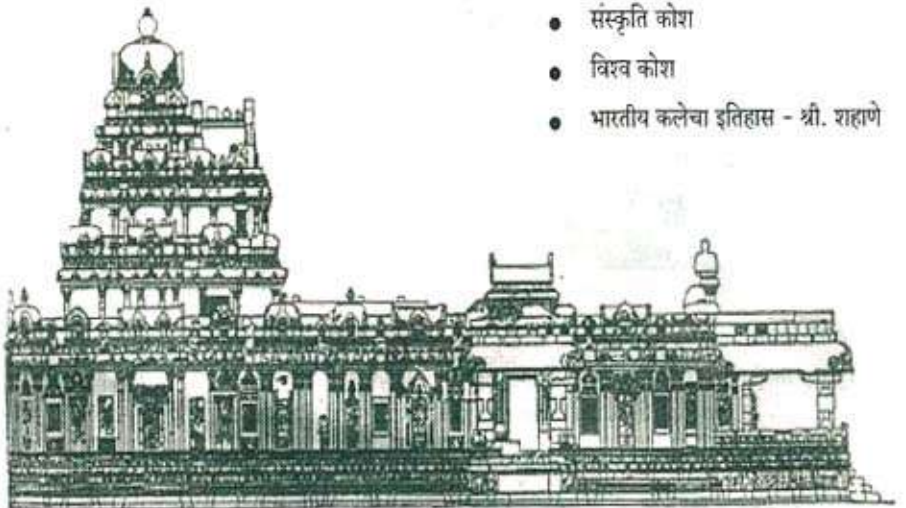 • संस्कृति कोश
• विश्व कोश
• भारतीय कलेचा इतिहास - श्री. शहाणे